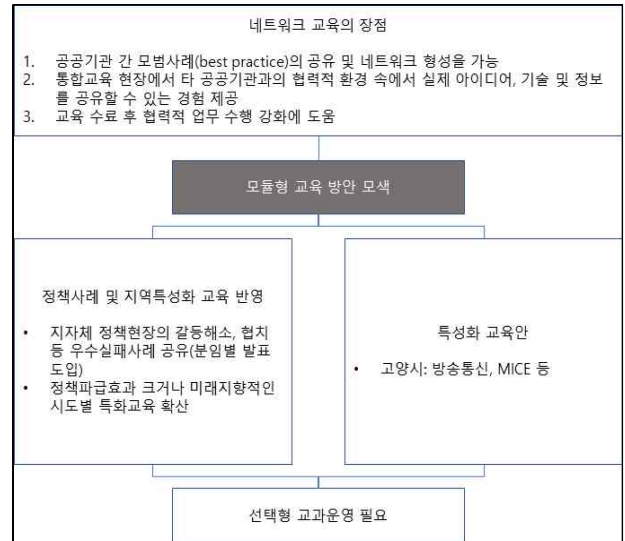 네트워크 교육의 장점
1. 공공기관 간 모범사례(best practice)의 공유 및 네트워크 형성을 가능
2. 통합교육 현장에서 타 공공기관과의 협력적 환경 속에서 실제 아이디어, 기술 및 정보
를 공유할 수 있는 경험 제공
3. 교육 수료 후 협력적 업무 수행 강화에 도움
모듈형 교육 방안 모색
정책사례 및 지역특성화 교육 반영
• 지자체 정책현장의 갈등해소, 협치
등 우수실패사례 공유(분임별 발표
도입)
• 정책파급효과 크거나 미래지향적인
시도별 특화교육 확산
특성화 교육안
• 고양시: 방송통신, MICE 등
선택형 교과운영 필요